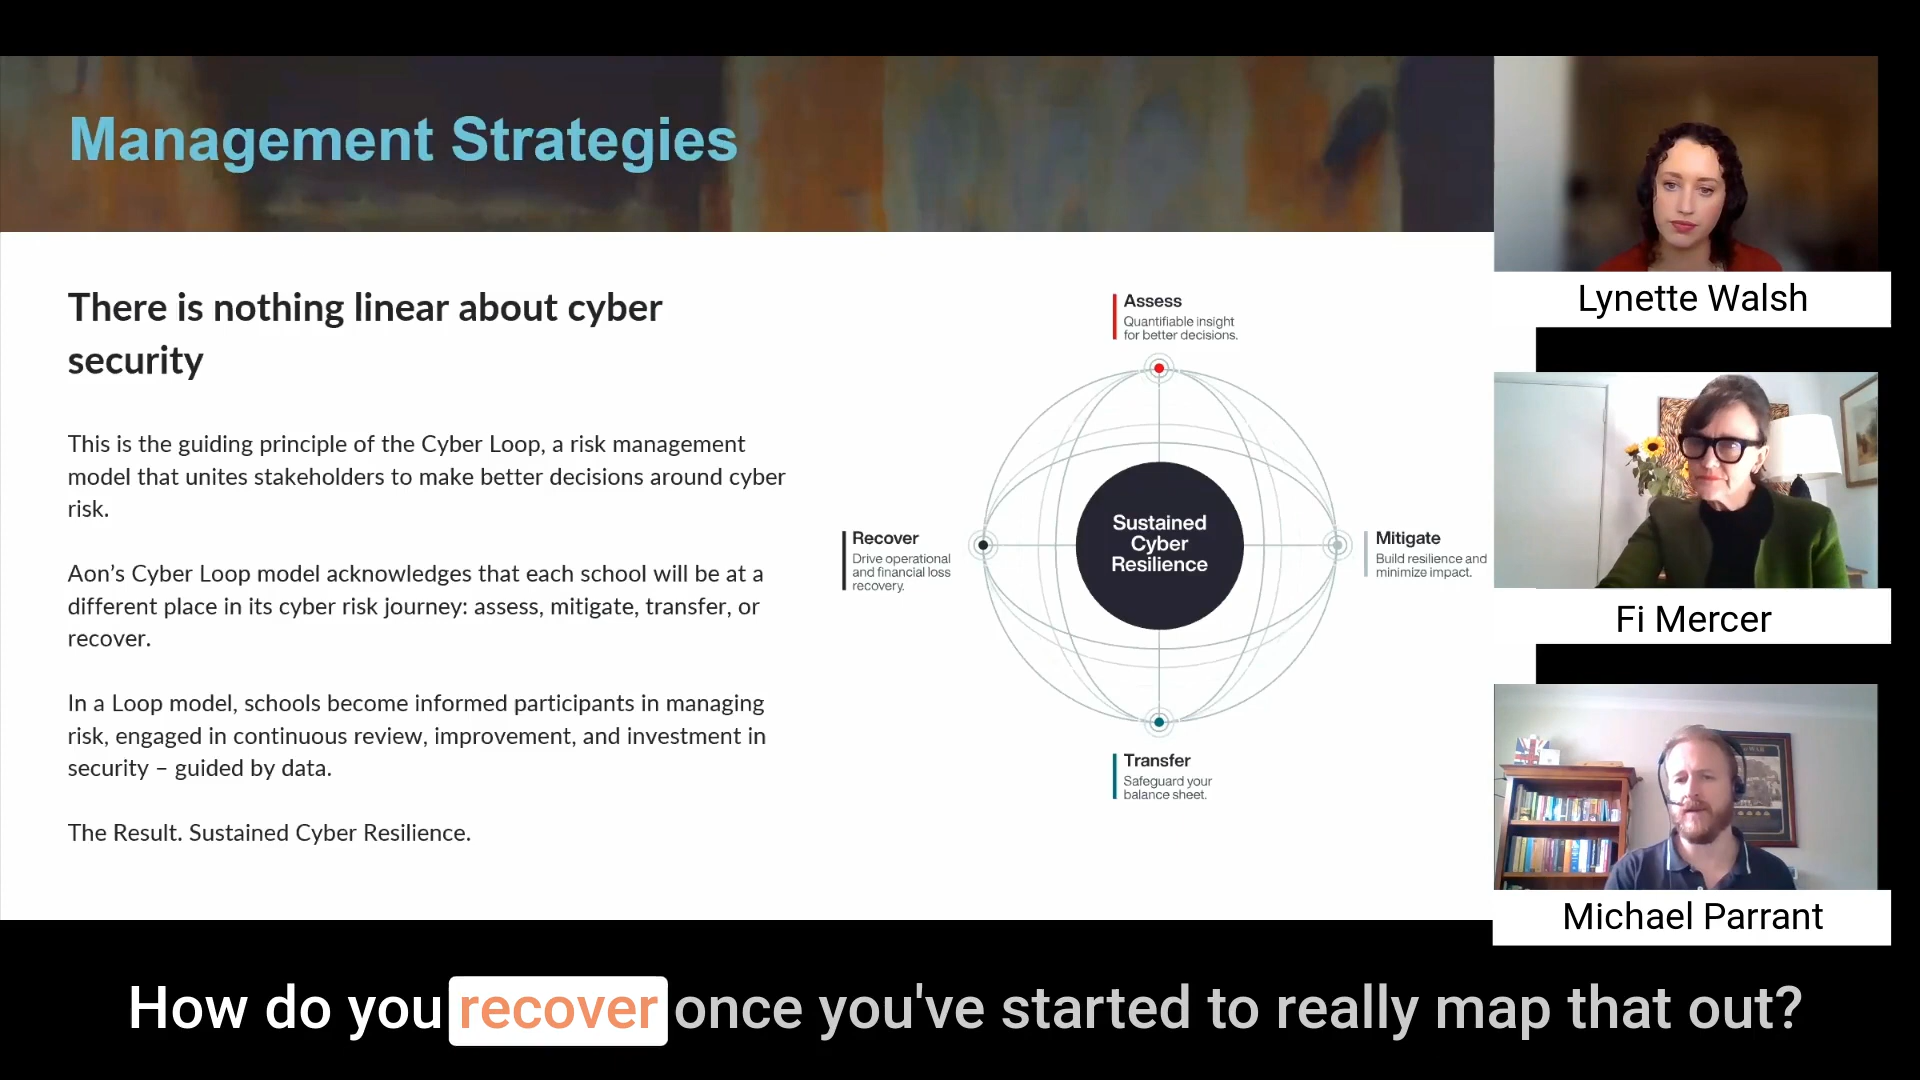 Management Strategies
There is nothing linear about cyber
security
This is the guiding principle of the Cyber Loop, a risk management
model that unites stakeholders to make better decisions around cyber
risk.
Aon’s Cyber Loop model acknowledges that each school will be at a
different place in its cyber risk journey: assess, mitigate, transfer, or
recover.
In a Loop model, schools become informed participants in managing
risk, engaged in continuous review, improvement, and investment in
security – guided by data.
The Result. Sustained Cyber Resilience.
Assess
Quantifiable insight
for better decisions.
Recover
Drive operational
and financial loss
recovery.
Sustained
Cyber
Resilience
Mitigate
Build resilience and
minimize impact.
Transfer
Safeguard your
balance sheet.
Lynette Walsh
Fi Mercer
Michael Parrant
How do you recover once you've started to really map that out?